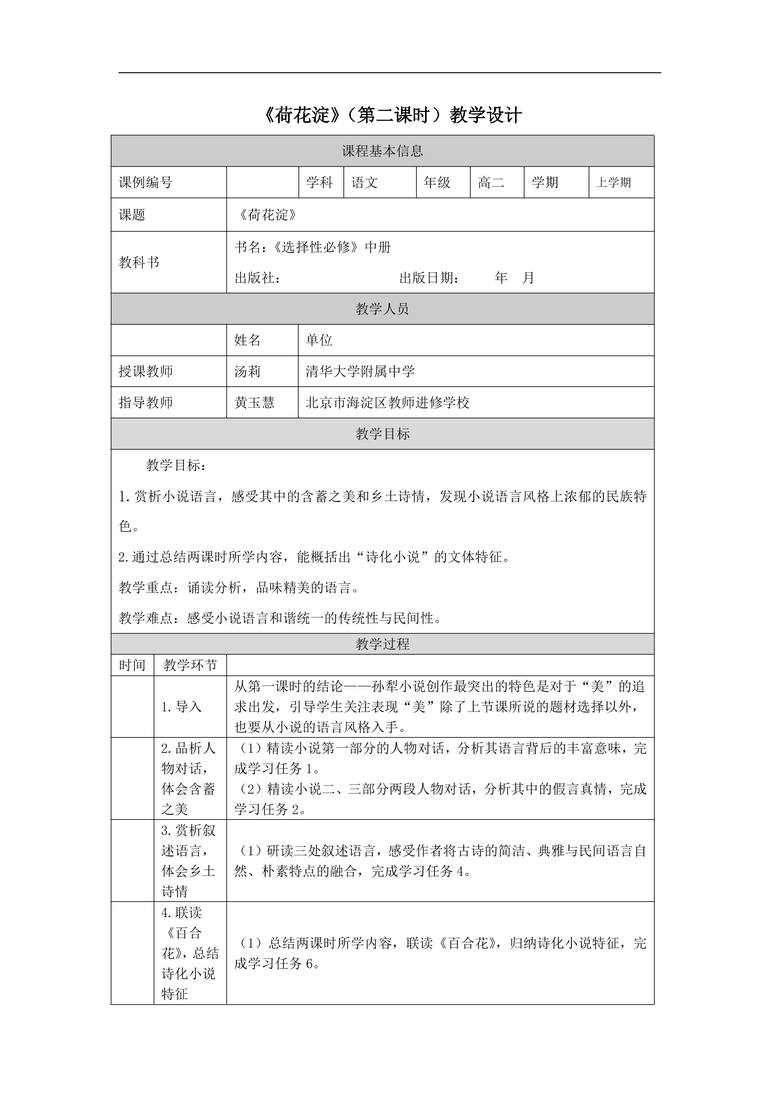 《荷花淀》（第二课时）教学设计
课程基本信息
课例编号 学科 语文 年级 高二 学期 上学期
课题 《荷花淀》
教科书 书名：《选择性必修》中册
出版社： 出版日期： 年 月
教学人员
姓名 单位
授课教师 汤莉 清华大学附属中学
指导教师 黄玉慧 北京市海淀区教师进修学校
教学目标
教学目标：
1.赏析小说语言，感受其中的含蓄之美和乡土诗情，发现小说语言风格上浓郁的民族特
色。
2.通过总结两课时所学内容，能概括出“诗化小说”的文体特征。
教学重点：诵读分析，品味精美的语言。
教学难点：感受小说语言和谐统一的传统性与民间性。
教学过程
时间 教学环节
1.导入
从第一课时的结论——孙犁小说创作最突出的特色是对于“美”的追
求出发，引导学生关注表现“美”除了上节课所说的题材选择以外，
也要从小说的语言风格入手。
2.品析人
物对话，
体会含蓄
之美
（1）精读小说第一部分的人物对话，分析其语言背后的丰富意味，完
成学习任务1。
（2）精读小说二、三部分两段人物对话，分析其中的假言真情，完成
学习任务2。
3.赏析叙
述语言，
体会乡土
诗情
（1）研读三处叙述语言，感受作者将古诗的简洁、典雅与民间语言自
然、朴素特点的融合，完成学习任务4。
4.联读
《百合
花》，总结
诗化小说
特征
（1）总结两课时所学内容，联读《百合花》，归纳诗化小说特征，完
成学习任务6。